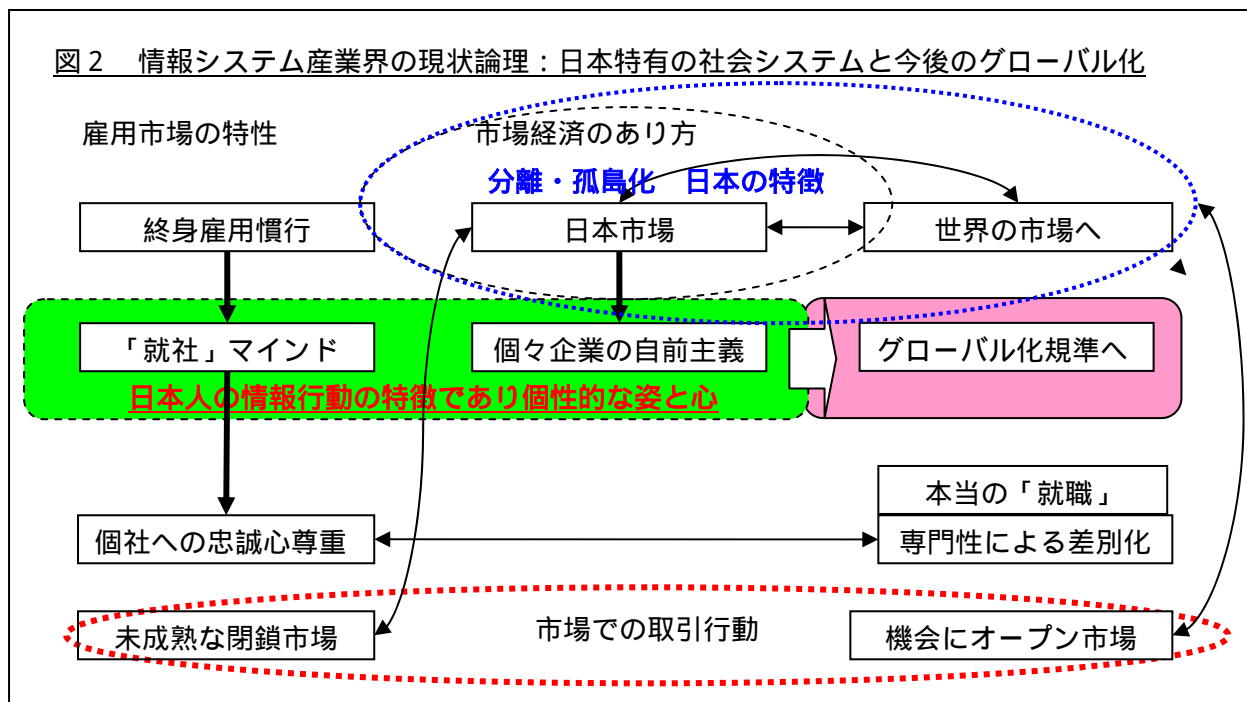 図２　情報システム産業界の現状論理：日本特有の社会システムと今後のグローバル化
雇用市場の特性
市場経済のあり方
分離・孤島化　日本の特徴
終身雇用慣行
日本市場
世界の市場へ
「就社」マインド
個々企業の自前主義
グローバル化規準へ
日本人の情報行動の特徴であり個性的な姿と心
本当の「就職」
個社への忠誠心尊重
専門性による差別化
未成熟な閉鎖市場
市場での取引行動
機会にオープン市場